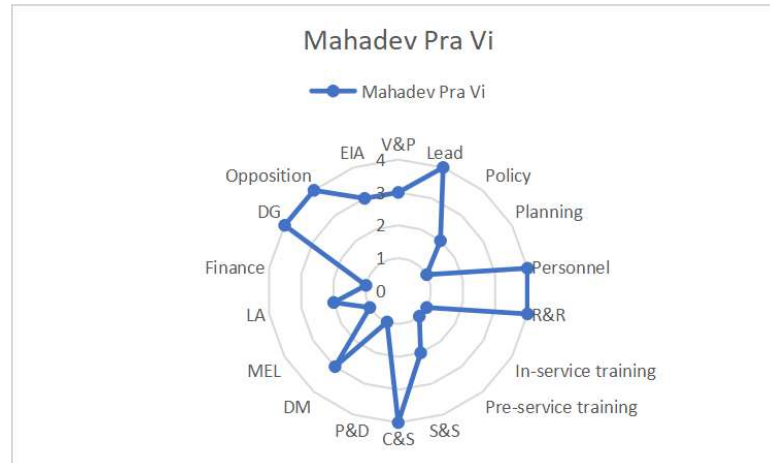 Mahadev Pra Vi
Mahadev Pra Vi
V&P
Lead
Policy
Planning
Personnel
R&R
In-service training
Pre-service training
S&S
C&S
P&D
DM
MEL
LA
Finance
DG
Opposition
EIA
4
3
2
1
0